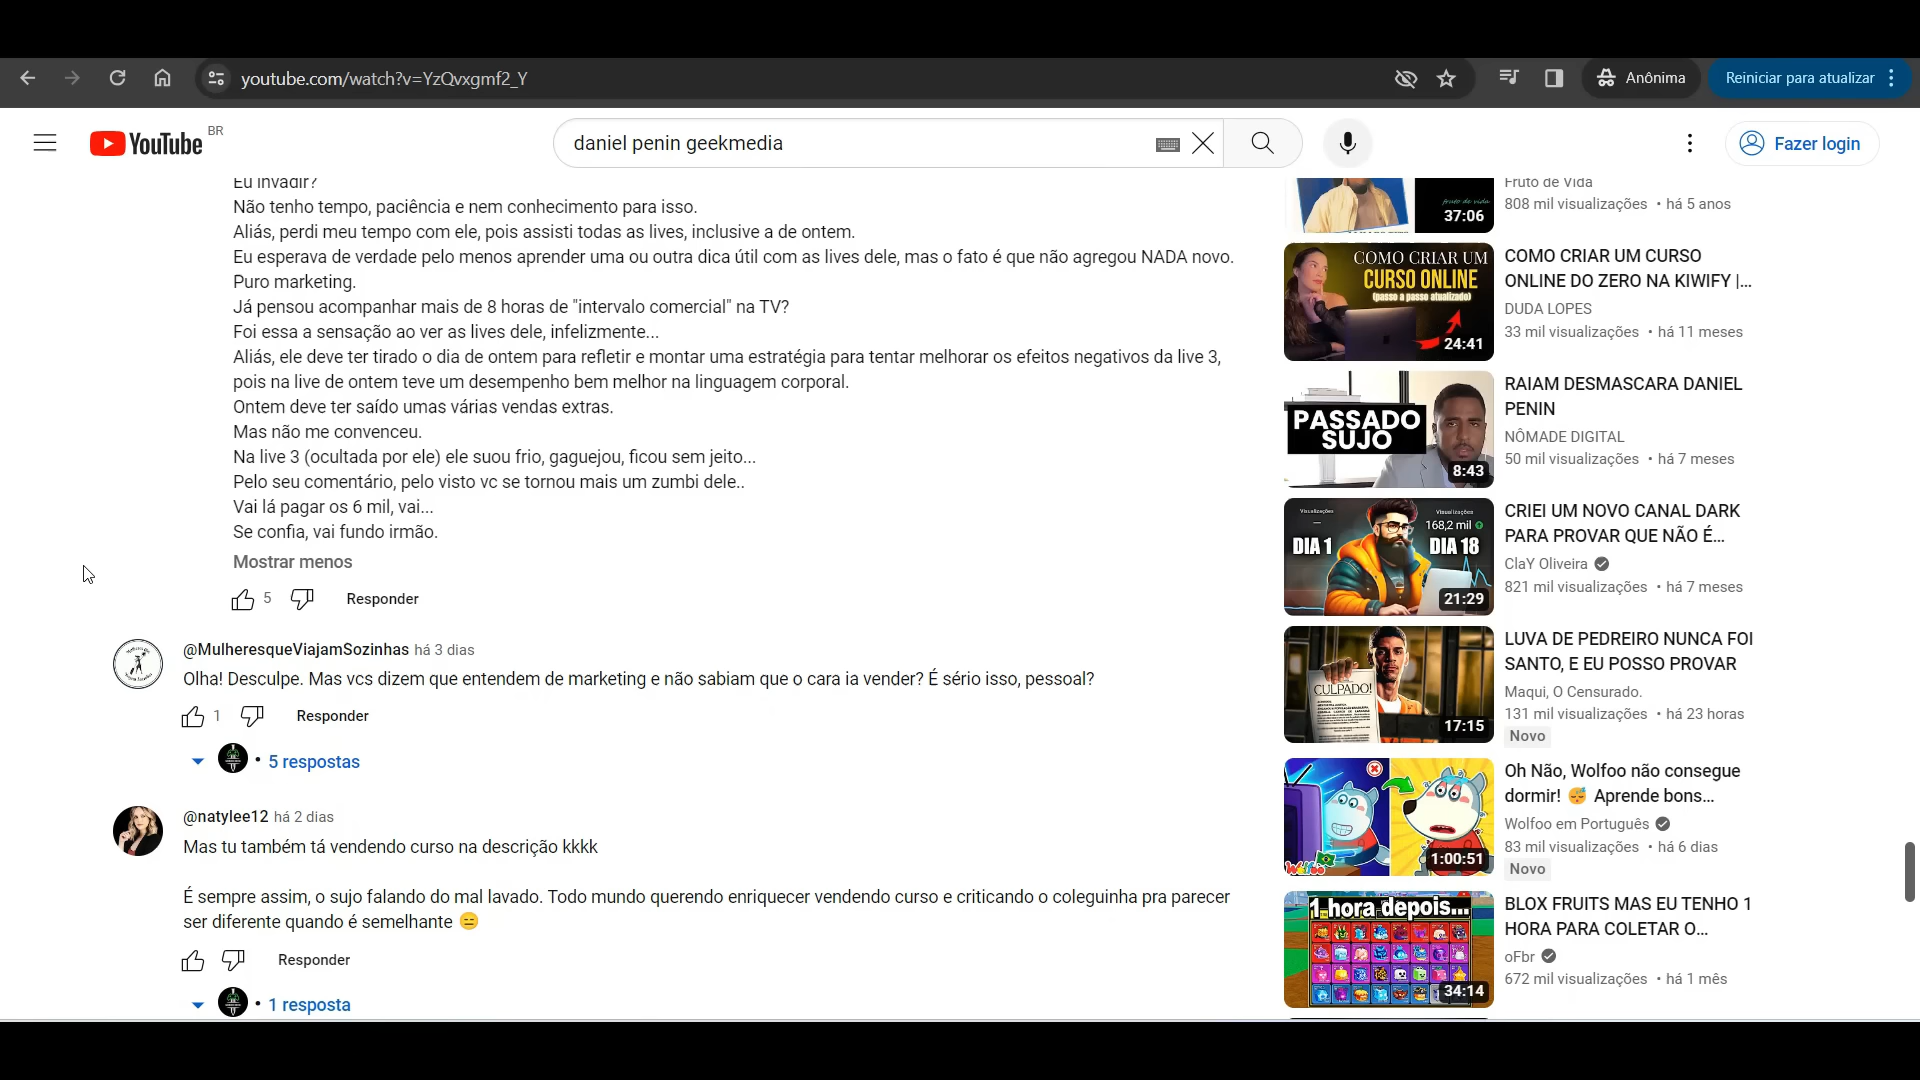 youtube.com/watch?v=YzQvxgmf2_Y
Anônima
Reiniciar para atualizar
YouTube BR
daniel penin geekmedia
Fazer login
Eu invadir?
Não tenho tempo, paciência e nem conhecimento para isso.
Aliás, perdi meu tempo com ele, pois assisti todas as lives, inclusive a de ontem.
Eu esperava de verdade pelo menos aprender uma ou outra dica útil com as lives dele, mas o fato é que não agregou NADA novo.
Puro marketing.
Já pensou acompanhar mais de 8 horas de "intervalo comercial" na TV?
Foi essa a sensação ao ver as lives dele, infelizmente...
Aliás, ele deve ter tirado o dia de ontem para refletir e montar uma estratégia para tentar melhorar os efeitos negativos da live 3,
pois na live de ontem teve um desempenho bem melhor na linguagem corporal.
Ontem deve ter saído umas várias vendas extras.
Mas não me convenceu.
Na live 3 (ocultada por ele) ele suou frio, gaguejou, ficou sem jeito...
Pelo seu comentário, pelo visto vc se tornou mais um zumbi dele..
Vai lá pagar os 6 mil, vai...
Se confia, vai fundo irmão.
Mostrar menos
5 Responder
@MulheresqueViajamSozinhas há 3 dias
Olha! Desculpe. Mas vcs dizem que entendem de marketing e não sabiam que o cara ia vender? É sério isso, pessoal?
1 Responder
• 5 respostas
@natylee12 há 2 dias
Mas tu também tá vendendo curso na descrição kkkk
É sempre assim, o sujo falando do mal lavado. Todo mundo querendo enriquecer vendendo curso e criticando o coleguinha pra parecer
ser diferente quando é semelhante 😑
Responder
• 1 resposta
fruto de vida
37:06
Fruto de Vida
808 mil visualizações • há 5 anos
COMO CRIAR UM
CURSO ONLINE
(passo a passo atualizado)
24:41
COMO CRIAR UM CURSO
ONLINE DO ZERO NA KIWIFY |...
DUDA LOPES
33 mil visualizações • há 11 meses
PASSADO
SUJO
8:43
RAIAM DESMASCARA DANIEL
PENIN
NÔMADE DIGITAL
50 mil visualizações • há 7 meses
Visualizações
Visualizações
168,2 mil
DIA 1
DIA 18
21:29
CRIEI UM NOVO CANAL DARK
PARA PROVAR QUE NÃO É...
ClaY Oliveira
821 mil visualizações • há 7 meses
CULPADO!
17:15
LUVA DE PEDREIRO NUNCA FOI
SANTO, E EU POSSO PROVAR
Maqui, O Censurado.
131 mil visualizações • há 23 horas
Novo
Wolfoo
1:00:51
Oh Não, Wolfoo não consegue
dormir! 😴 Aprende bons...
Wolfoo em Português
83 mil visualizações • há 6 dias
Novo
1 hora depois...
34:14
BLOX FRUITS MAS EU TENHO 1
HORA PARA COLETAR O...
oFbr
672 mil visualizações • há 1 mês